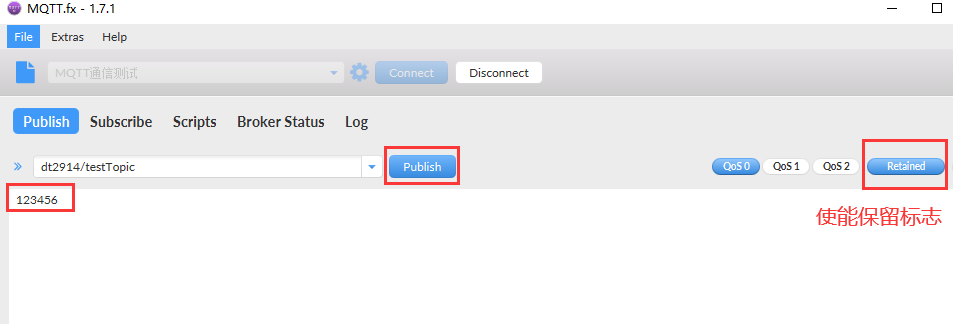 MQTT.fx - 1.7.1
File Extras Help
MQTT通信测试 Connect Disconnect
Publish Subscribe Scripts Broker Status Log
dt2914/testTopic Publish QoS 0 QoS 1 QoS 2 Retained
123456
使能保留标志